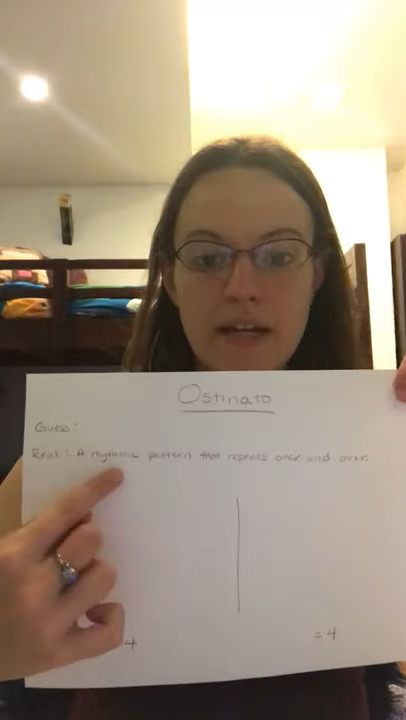 Ostinato
Guess:
Real: A rhythmic pattern that repeats over and over.
4
= 4